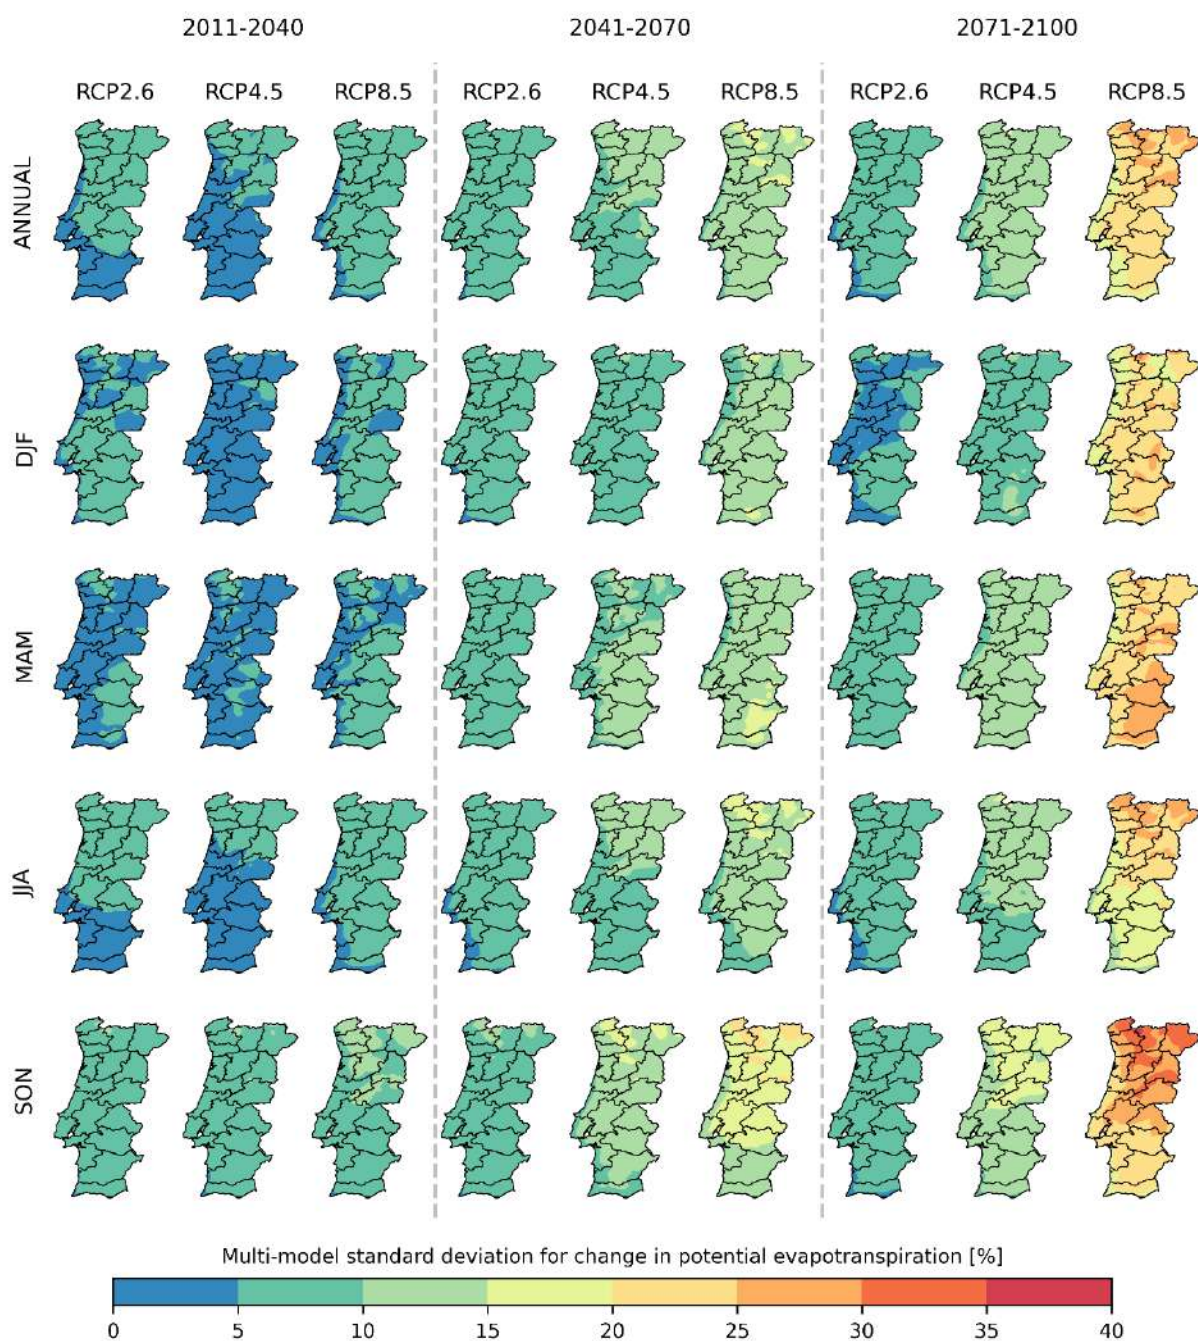 2011-2040 2041-2070 2071-2100
RCP2.6 RCP4.5 RCP8.5 RCP2.6 RCP4.5 RCP8.5 RCP2.6 RCP4.5 RCP8.5
ANNUAL
DJF
MAM
JJA
SON
Multi-model standard deviation for change in potential evapotranspiration [%]
0 5 10 15 20 25 30 35 40